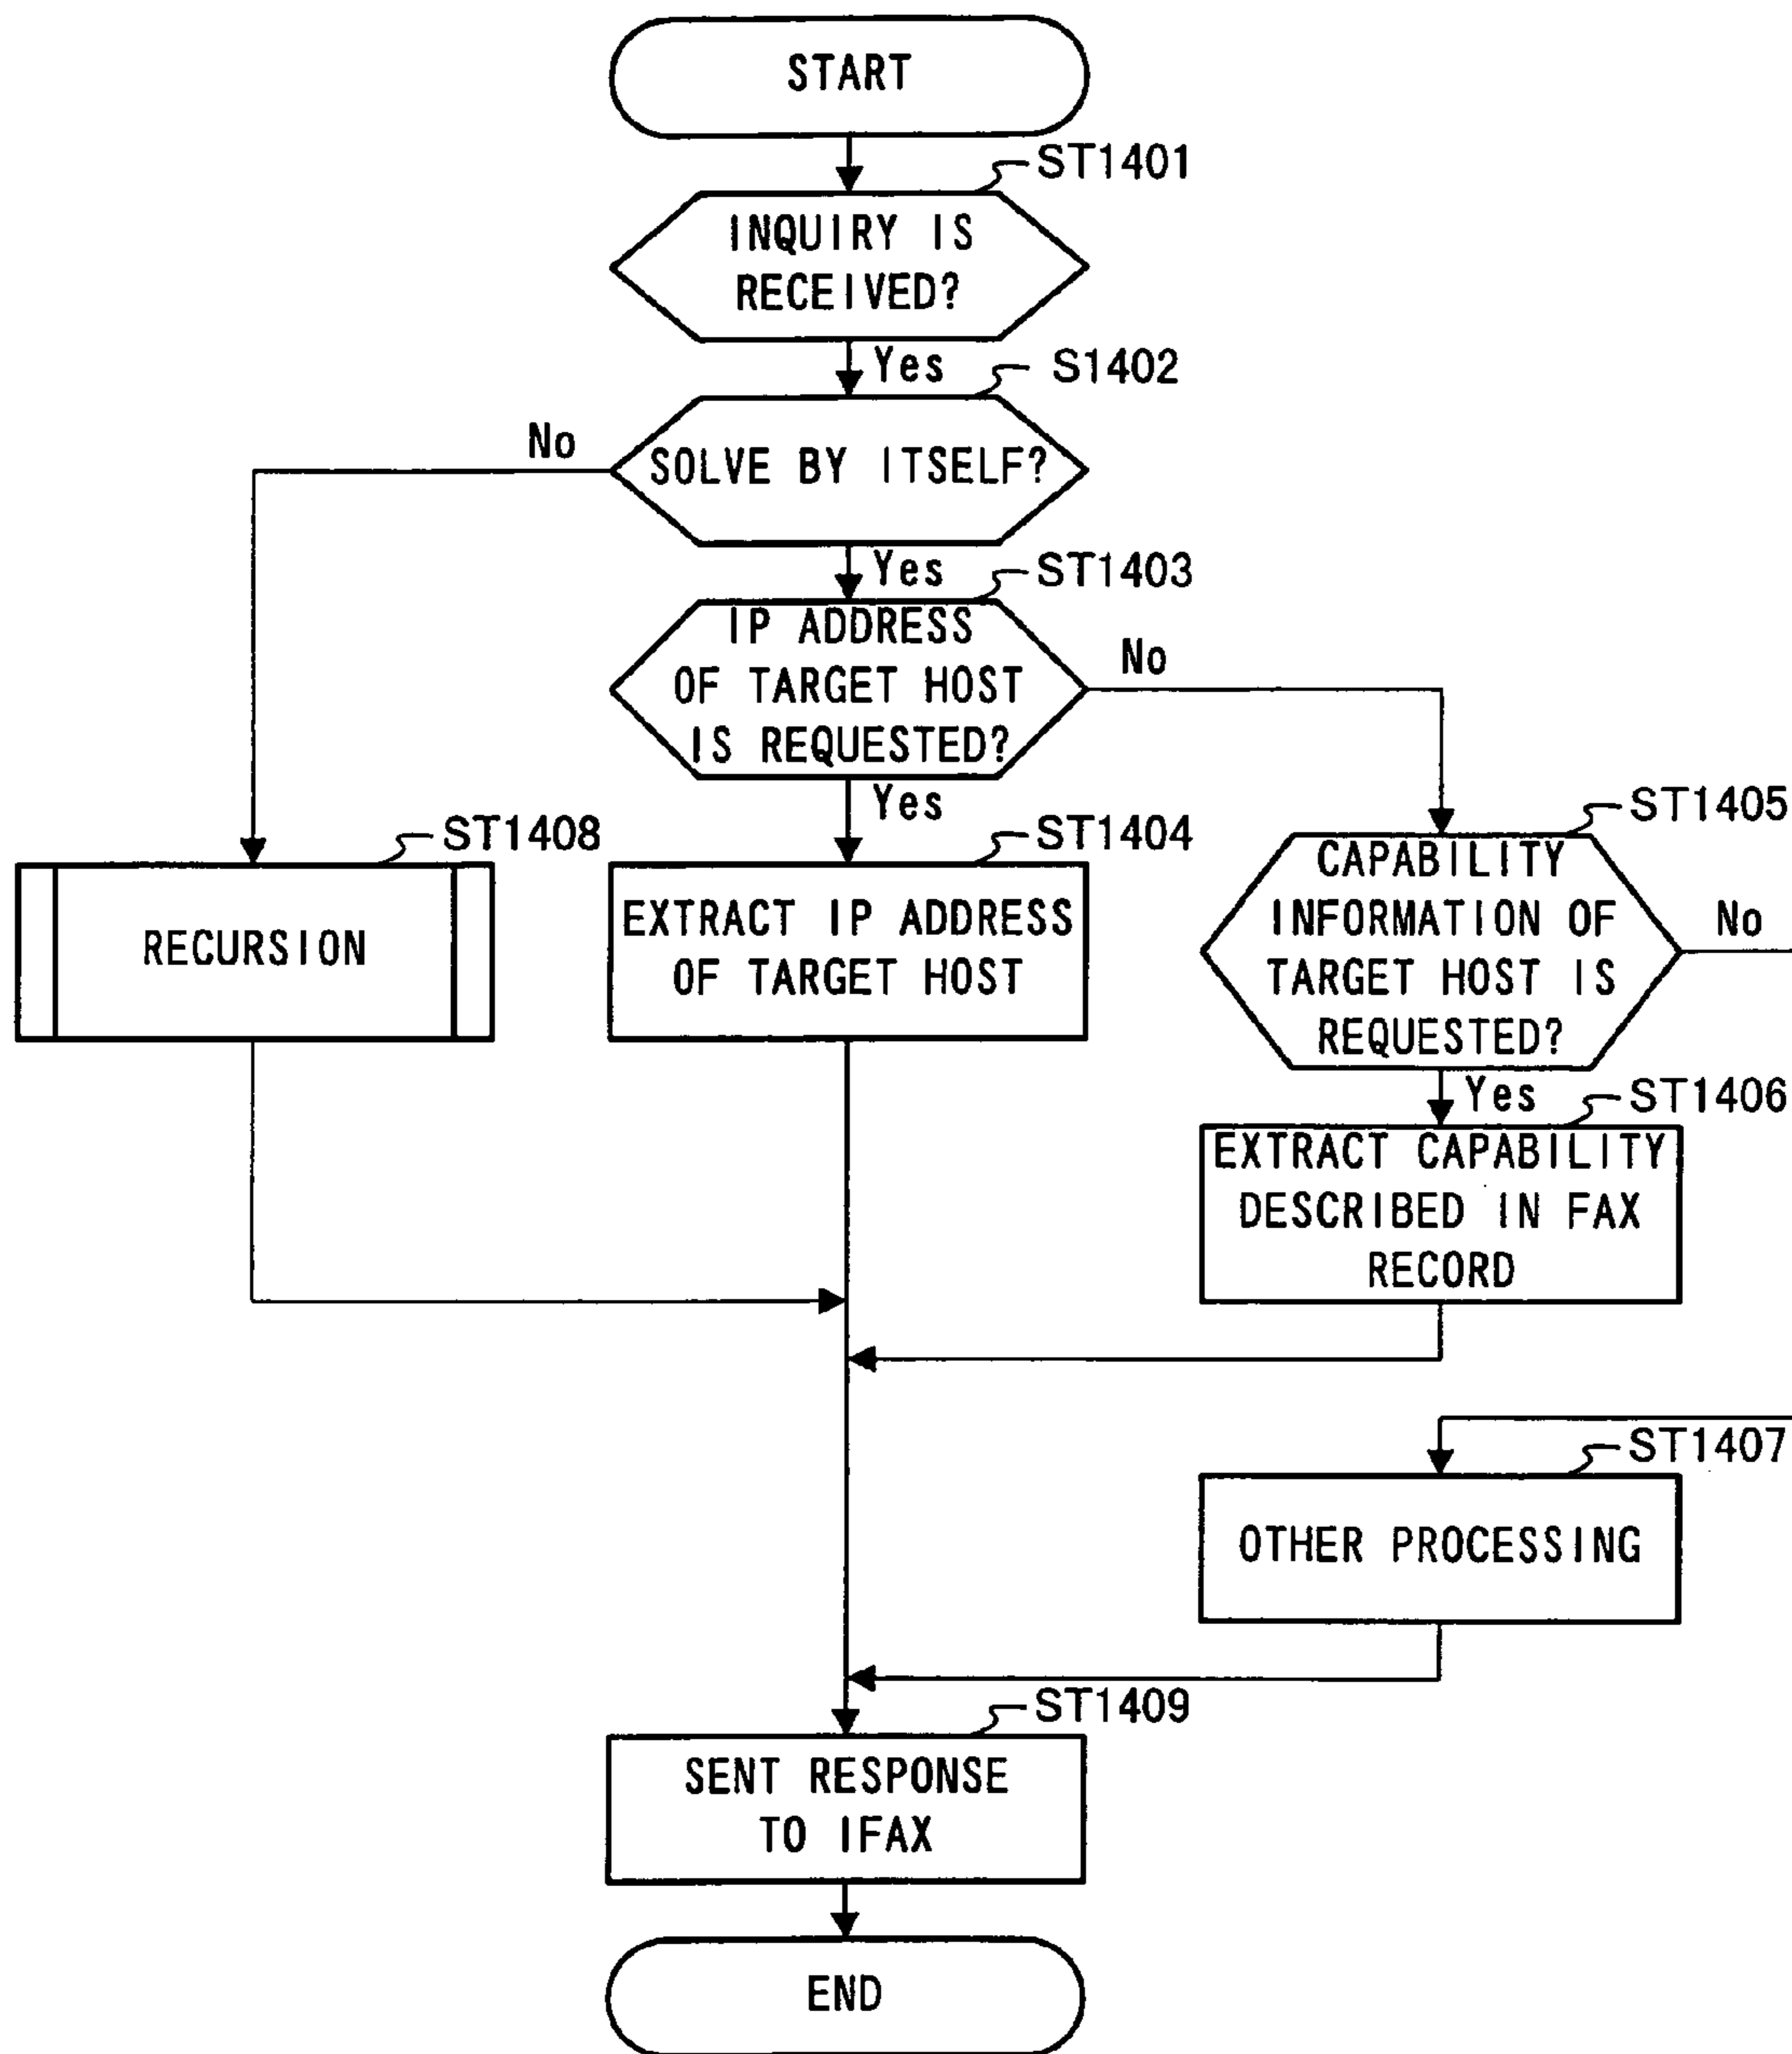 START
ST1401
INQUIRY IS
RECEIVED?
Yes
S1402
No
SOLVE BY ITSELF?
Yes
ST1403
IP ADDRESS
OF TARGET HOST
IS REQUESTED?
No
Yes
ST1408
RECURSION
ST1404
EXTRACT IP ADDRESS
OF TARGET HOST
ST1405
CAPABILITY
INFORMATION OF
TARGET HOST IS
REQUESTED?
No
Yes
ST1406
EXTRACT CAPABILITY
DESCRIBED IN FAX
RECORD
ST1407
OTHER PROCESSING
ST1409
SENT RESPONSE
TO IFAX
END